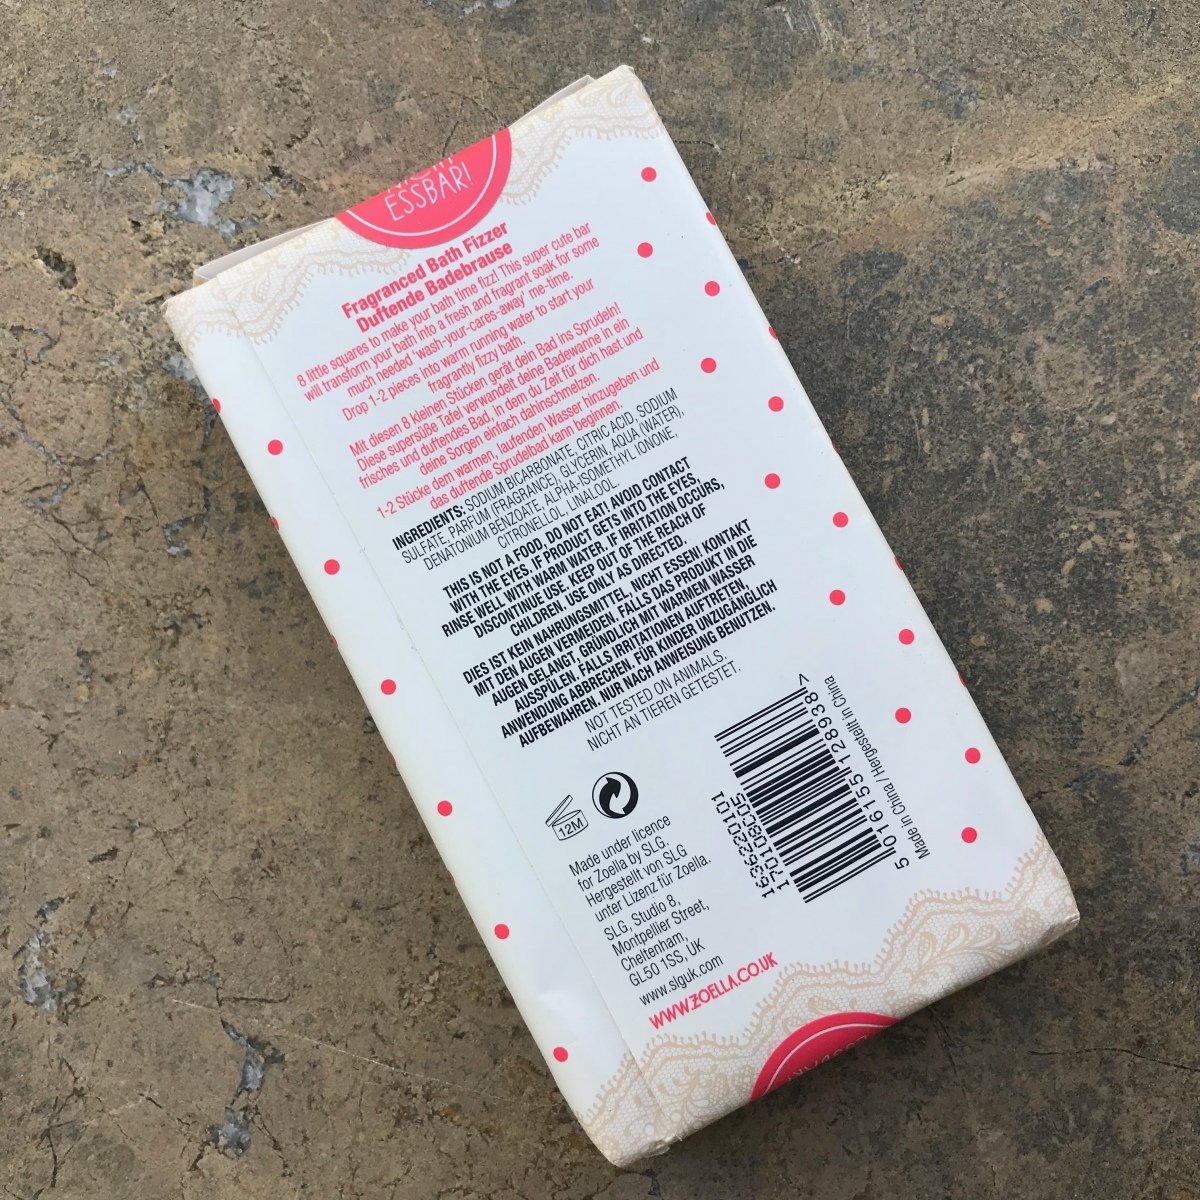 ESSBAR!
Fragranced Bath Fizzer
Duftende Badebrause
8 little squares to make your bath time fizz! This super cute bar
will transform your bath into a fresh and fragrant soak for some
much needed 'wash-your-cares-away' me-time.
Drop 1-2 pieces into warm running water to start your
fragrantly fizzy bath.
Mit diesen 8 kleinen Stücken gerät dein Bad ins Sprudeln!
Diese supersüße Tafel verwandelt deine Badewanne in ein
frisches und duftendes Bad, in dem du Zeit für dich hast und
deine Sorgen einfach dahinschmelzen.
1-2 Stücke dem warmen, laufenden Wasser hinzugeben und
das duftende Sprudelbad kann beginnen.
INGREDIENTS: SODIUM BICARBONATE, CITRIC ACID, SODIUM
SULFATE, PARFUM (FRAGRANCE), GLYCERIN, AQUA (WATER),
DENATONIUM BENZOATE, ALPHA-ISOMETHYL IONONE,
CITRONELLOL, LINALOOL.
THIS IS NOT A FOOD, DO NOT EAT! AVOID CONTACT
WITH THE EYES. IF PRODUCT GETS INTO THE EYES,
RINSE WELL WITH WARM WATER. IF IRRITATION OCCURS,
DISCONTINUE USE. KEEP OUT OF THE REACH OF
CHILDREN. USE ONLY AS DIRECTED.
DIES IST KEIN NAHRUNGSMITTEL, NICHT ESSEN! KONTAKT
MIT DEN AUGEN VERMEIDEN. FALLS DAS PRODUKT IN DIE
AUGEN GELANGT, GRÜNDLICH MIT WARMEM WASSER
AUSSPÜLEN. FALLS IRRITATIONEN AUFTRETEN,
ANWENDUNG ABBRECHEN. FÜR KINDER UNZUGÄNGLICH
AUFBEWAHREN. NUR NACH ANWEISUNG BENUTZEN.
NOT TESTED ON ANIMALS.
NICHT AN TIEREN GETESTET.
12M
Made under licence
for Zoella by SLG.
Hergestellt von SLG
unter Lizenz für Zoella.
SLG, Studio 8,
Montpellier Street,
Cheltenham,
GL50 1SS, UK
www.slguk.com
WWW.ZOELLA.CO.UK
1636220101
170108C05
5 016155 128938 >
Made in China / Hergestellt in China